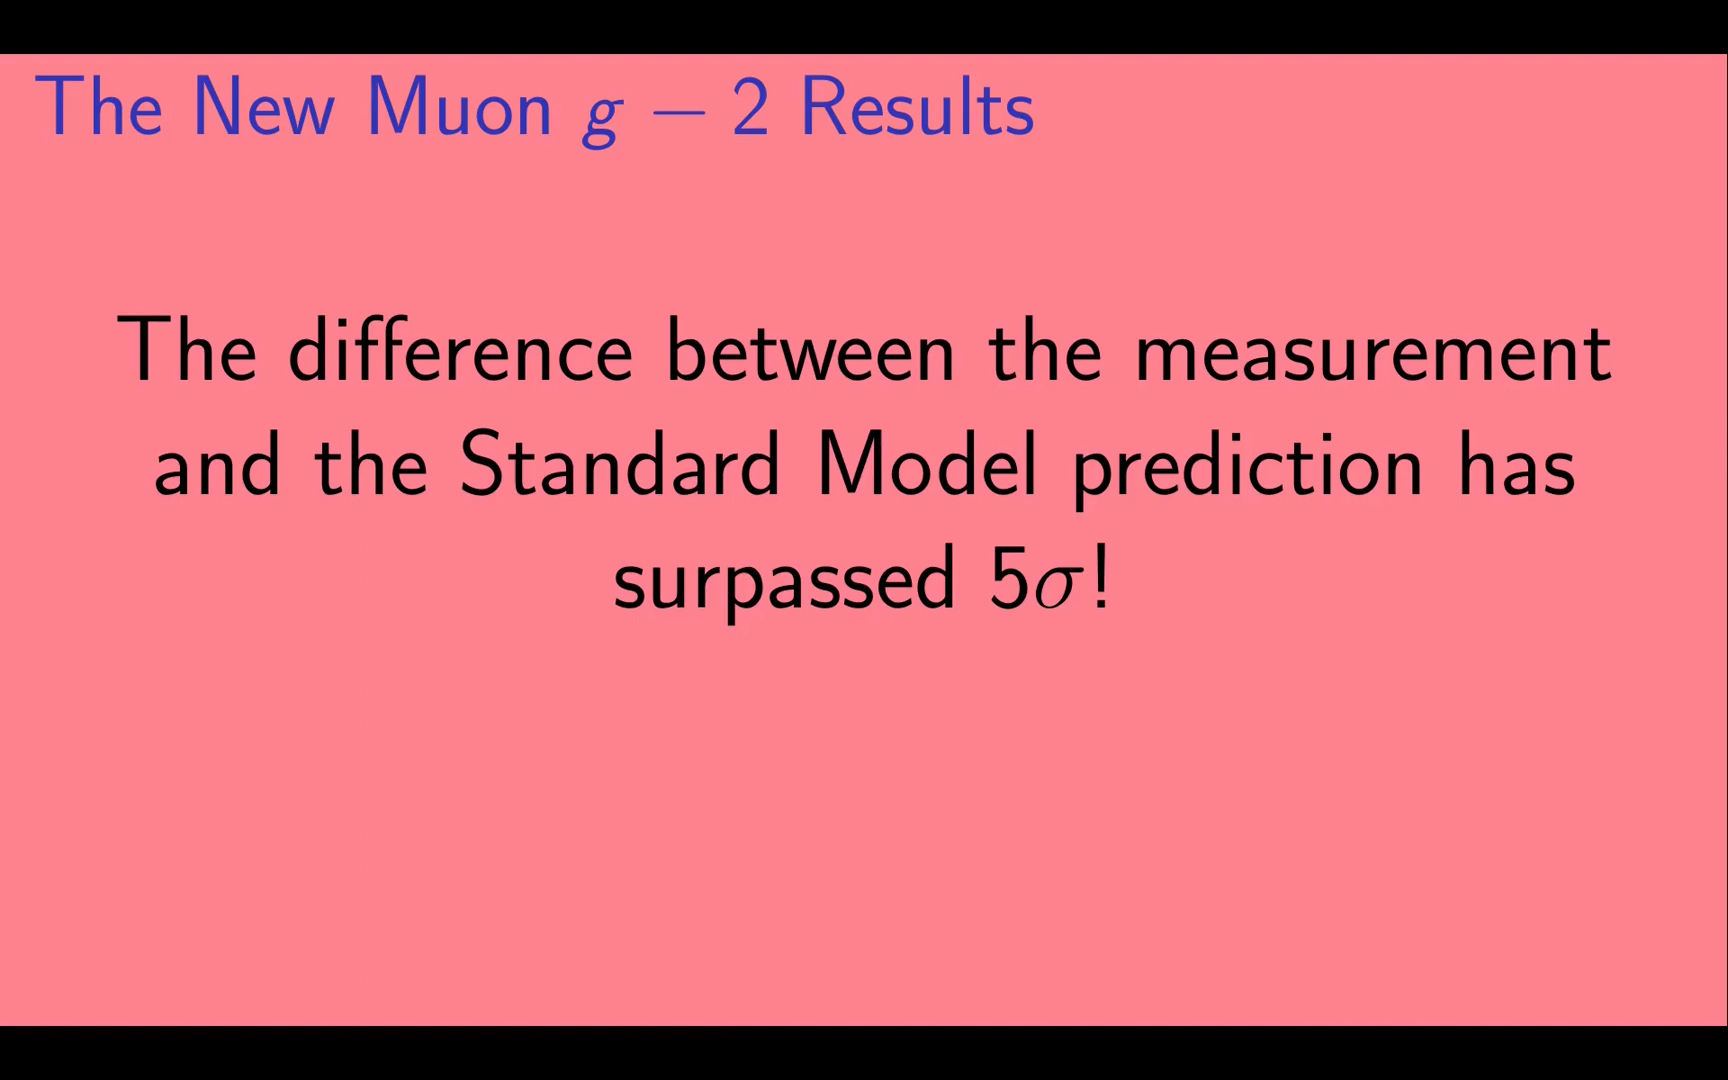 The New Muon g − 2 Results
The difference between the measurement
and the Standard Model prediction has
surpassed 5σ!